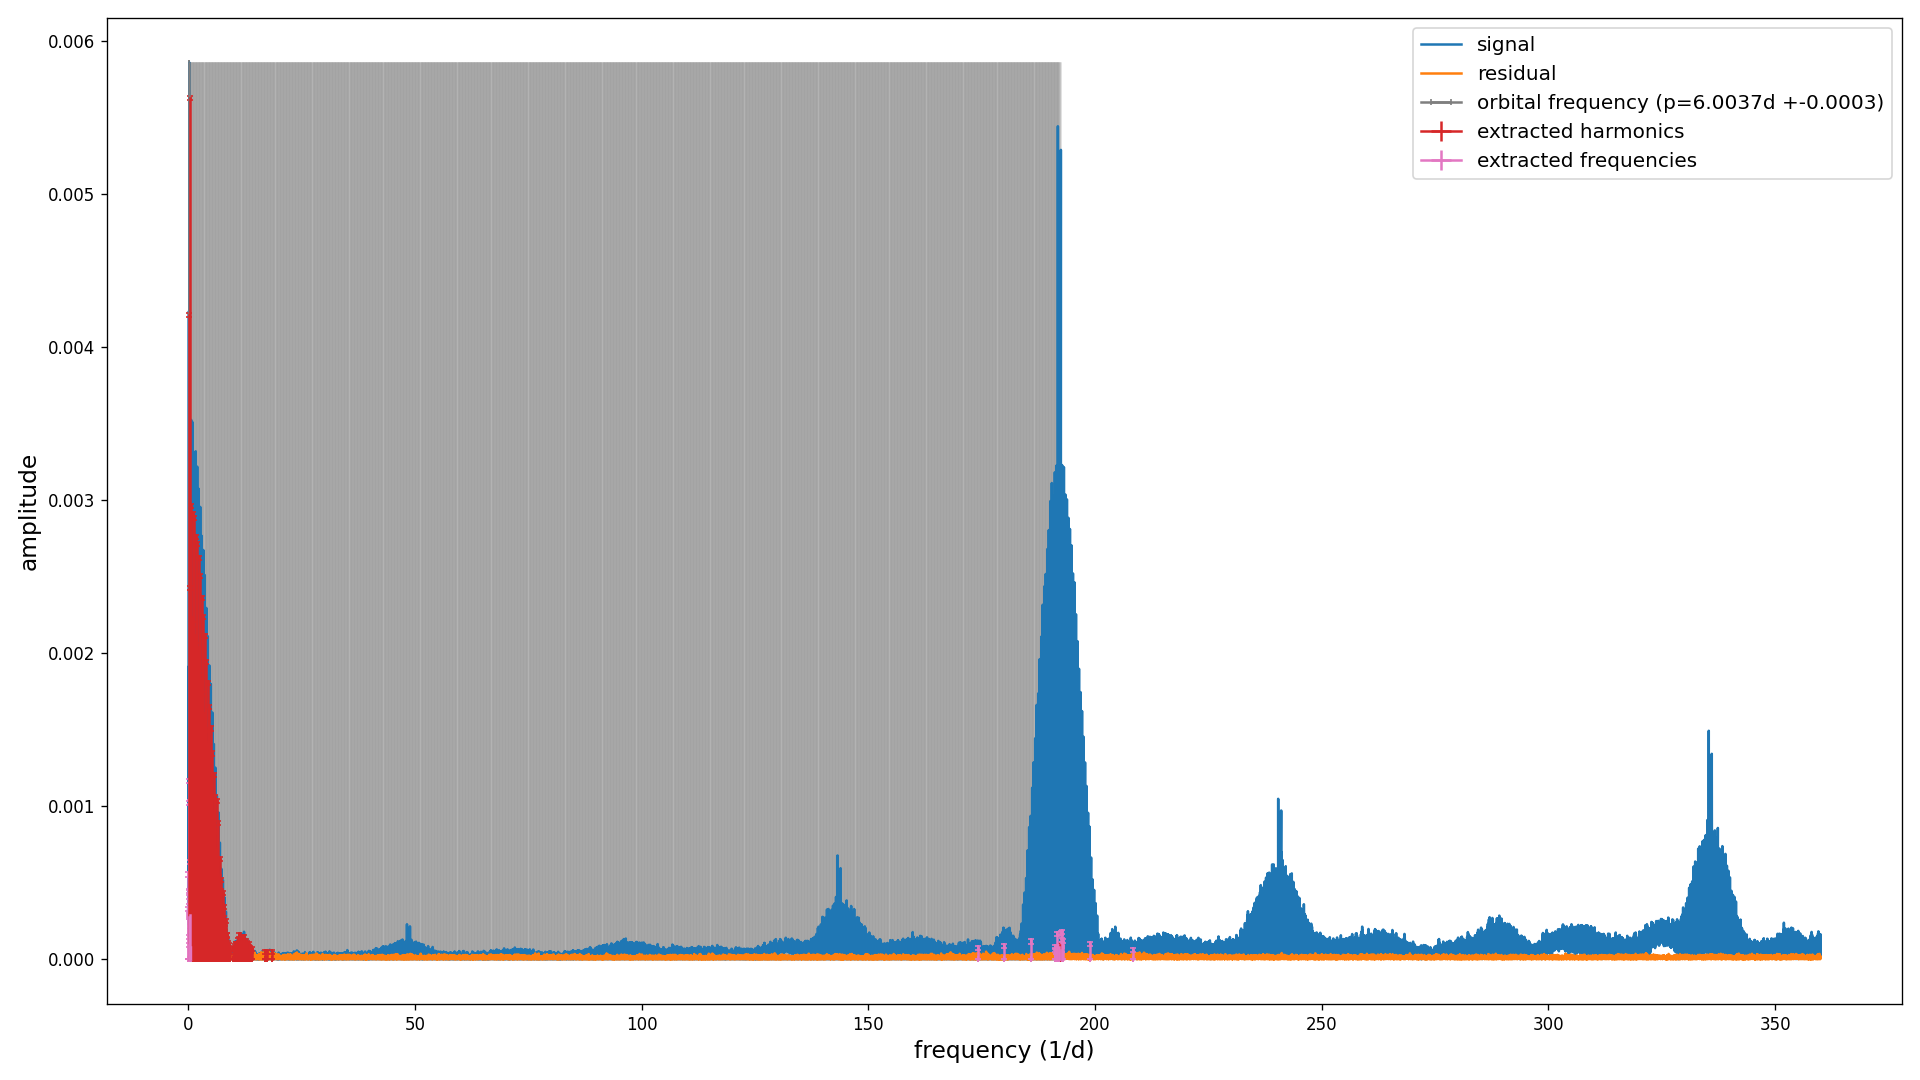 signal
residual
orbital frequency (p=6.0037d +-0.0003)
extracted harmonics
extracted frequencies
0.006
0.005
0.004
0.003
0.002
0.001
0.000
amplitude
0 50 100 150 200 250 300 350
frequency (1/d)